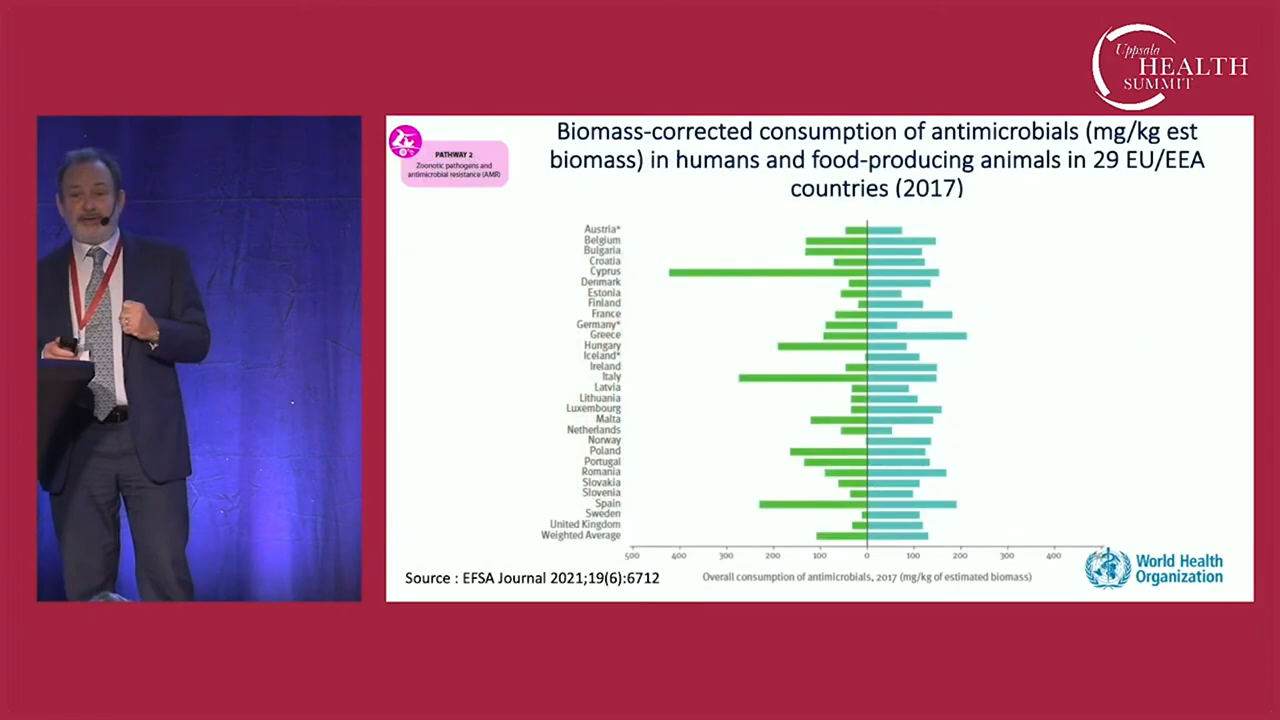 Uppsala
HEALTH
SUMMIT
PATHWAY 2
Zoonotic pathogens and
antimicrobial resistance (AMR)
Biomass-corrected consumption of antimicrobials (mg/kg est
biomass) in humans and food-producing animals in 29 EU/EEA
countries (2017)
Austria*
Belgium
Bulgaria
Croatia
Cyprus
Denmark
Estonia
Finland
France
Germany*
Greece
Hungary
Iceland*
Ireland
Italy
Latvia
Lithuania
Luxembourg
Malta
Netherlands
Norway
Poland
Portugal
Romania
Slovakia
Slovenia
Spain
Sweden
United Kingdom
Weighted Average
500 400 300 200 100 0 100 200 300 400
Overall consumption of antimicrobials, 2017 (mg/kg of estimated biomass)
Source : EFSA Journal 2021;19(6):6712
World Health
Organization